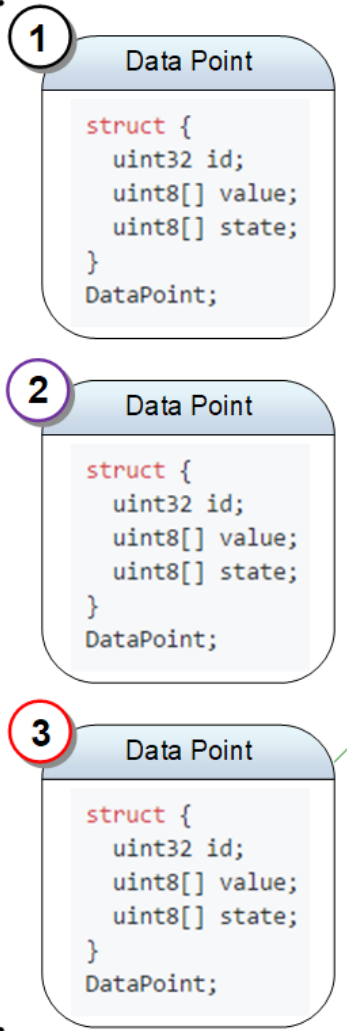 1
Data Point
struct {
uint32 id;
uint8[] value;
uint8[] state;
}
DataPoint;
2
Data Point
struct {
uint32 id;
uint8[] value;
uint8[] state;
}
DataPoint;
3
Data Point
struct {
uint32 id;
uint8[] value;
uint8[] state;
}
DataPoint;